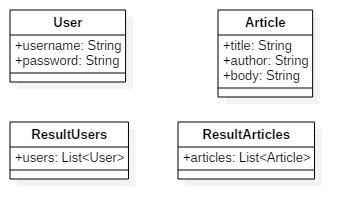 User
+username: String
+password: String
Article
+title: String
+author: String
+body: String
ResultUsers
+users: List<User>
ResultArticles
+articles: List<Article>